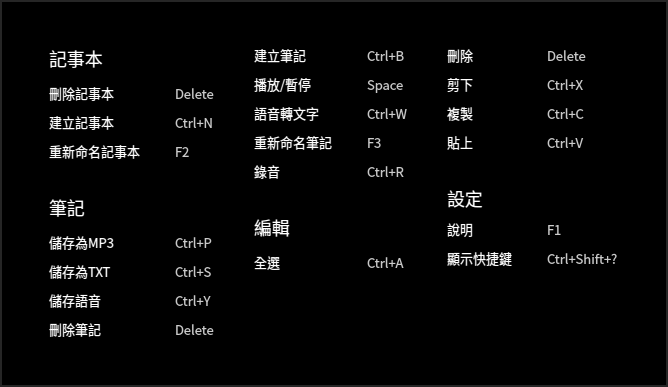 記事本
刪除記事本 Delete
建立記事本 Ctrl+N
重新命名記事本 F2
筆記
儲存為MP3 Ctrl+P
儲存為TXT Ctrl+S
儲存語音 Ctrl+Y
刪除筆記 Delete
建立筆記 Ctrl+B
播放/暫停 Space
語音轉文字 Ctrl+W
重新命名筆記 F3
錄音 Ctrl+R
編輯
全選 Ctrl+A
刪除 Delete
剪下 Ctrl+X
複製 Ctrl+C
貼上 Ctrl+V
設定
說明 F1
顯示快捷鍵 Ctrl+Shift+?